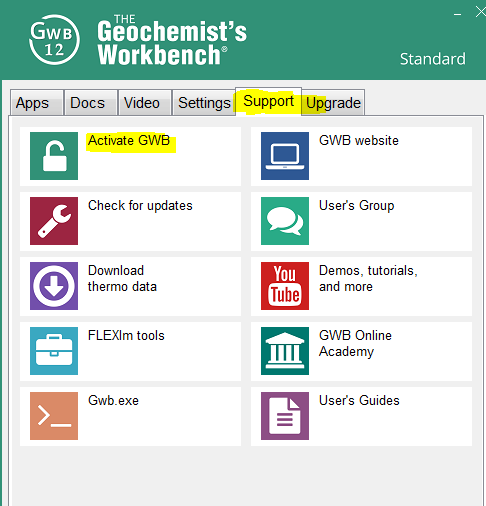 THE
Geochemist's
Workbench®
GWB
12
Standard
Apps Docs Video Settings Support Upgrade
Activate GWB
GWB website
Check for updates
User's Group
Download
thermo data
You
Tube
Demos, tutorials,
and more
FLEXlm tools
GWB Online
Academy
Gwb.exe
User's Guides